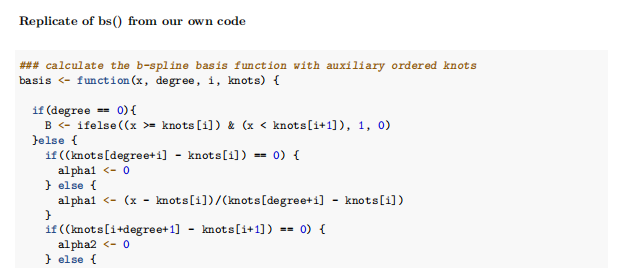 Replicate of bs() from our own code
### calculate the b-spline basis function with auxiliary ordered knots
basis <- function(x, degree, i, knots) {
if(degree == 0){
B <- ifelse((x >= knots[i]) & (x < knots[i+1]), 1, 0)
}else {
if((knots[degree+i] - knots[i]) == 0) {
alpha1 <- 0
} else {
alpha1 <- (x - knots[i])/(knots[degree+i] - knots[i])
}
if((knots[i+degree+1] - knots[i+1]) == 0) {
alpha2 <- 0
} else {